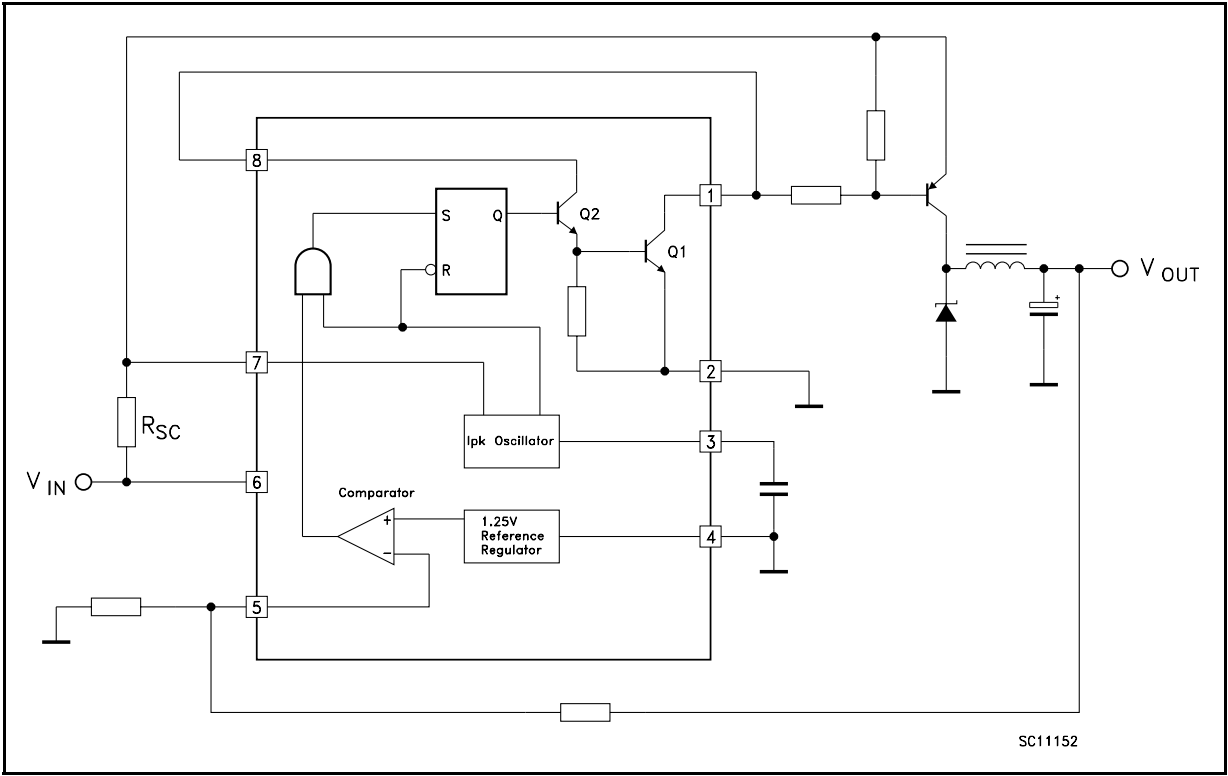 8
S
Q
Q2
1
R
Q1
V OUT
+
7
2
RSC
Ipk Oscillator
3
V IN
6
Comparator
+
1.25V
Reference
Regulator
4
−
5
SC11152